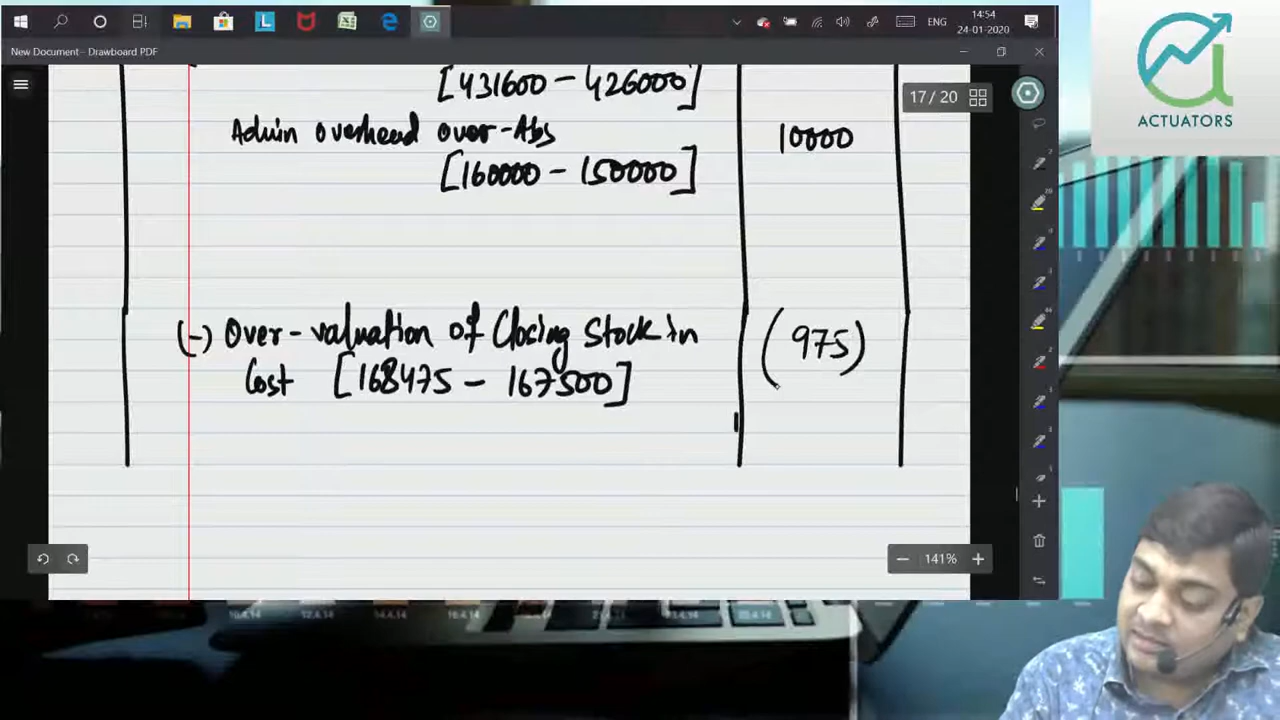 ENG
14:54
24-01-2020
New Document - Drawboard PDF
ACTUATORS
17 / 20
[431600 - 426000]
Admin overhead over-Abs 10000
[160000 - 150000]
(-) Over-valuation of Closing Stock in (975)
Cost [168475 - 167500]
141%